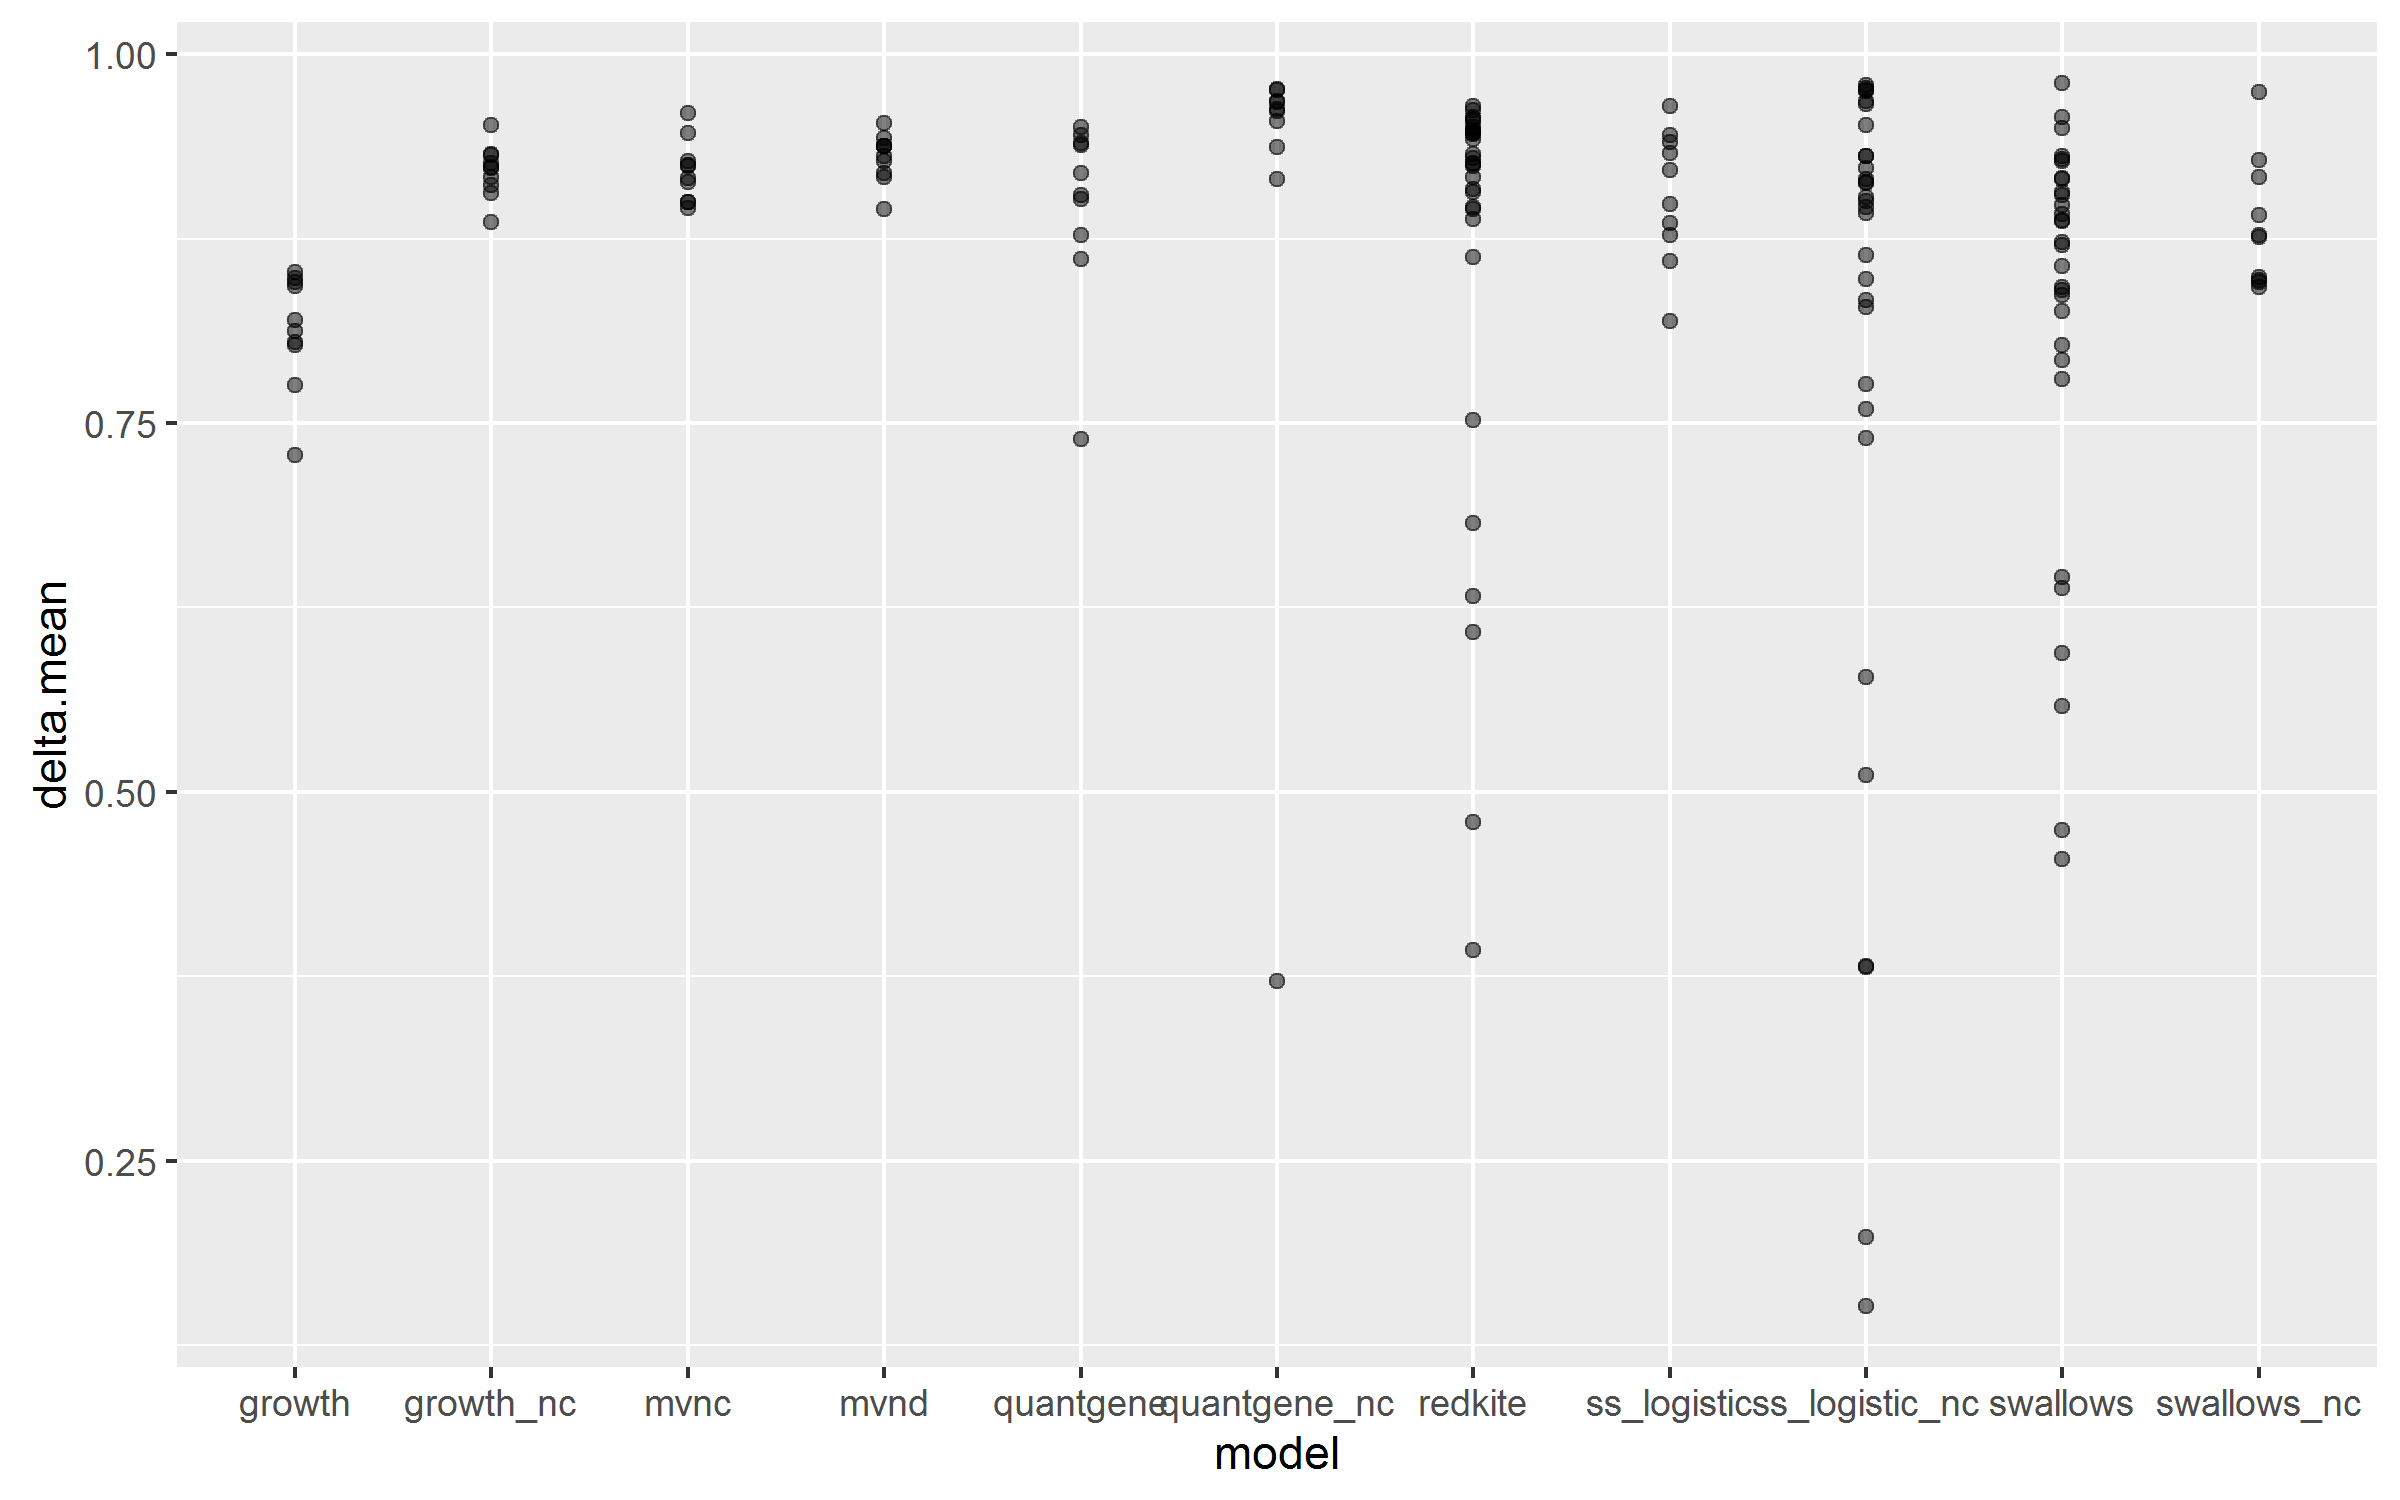 1.00
0.75
0.50
0.25
delta.mean
growth growth_nc mvnc mvnd quantgene quantgene_nc redkite ss_logistic ss_logistic_nc swallows swallows_nc
model